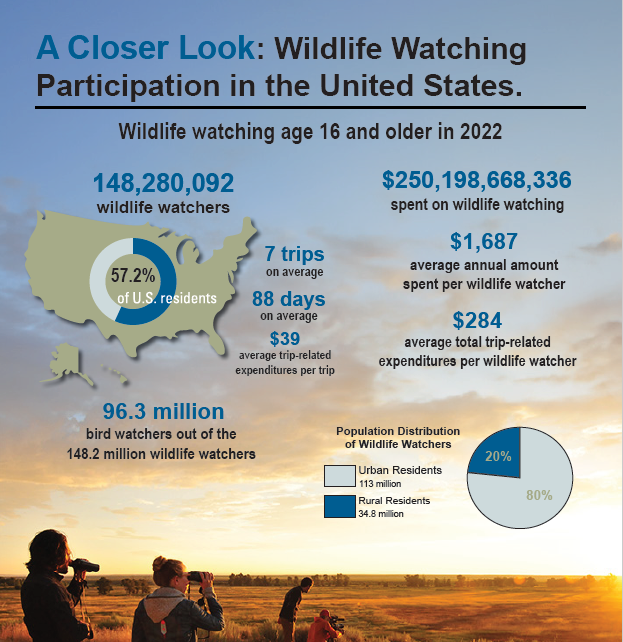 A Closer Look: Wildlife Watching
Participation in the United States.
Wildlife watching age 16 and older in 2022
148,280,092
wildlife watchers
57.2%
of U.S. residents
7 trips
on average
88 days
on average
$39
average trip-related
expenditures per trip
$250,198,668,336
spent on wildlife watching
$1,687
average annual amount
spent per wildlife watcher
$284
average total trip-related
expenditures per wildlife watcher
96.3 million
bird watchers out of the
148.2 million wildlife watchers
Population Distribution
of Wildlife Watchers
Urban Residents
113 million
Rural Residents
34.8 million
20%
80%